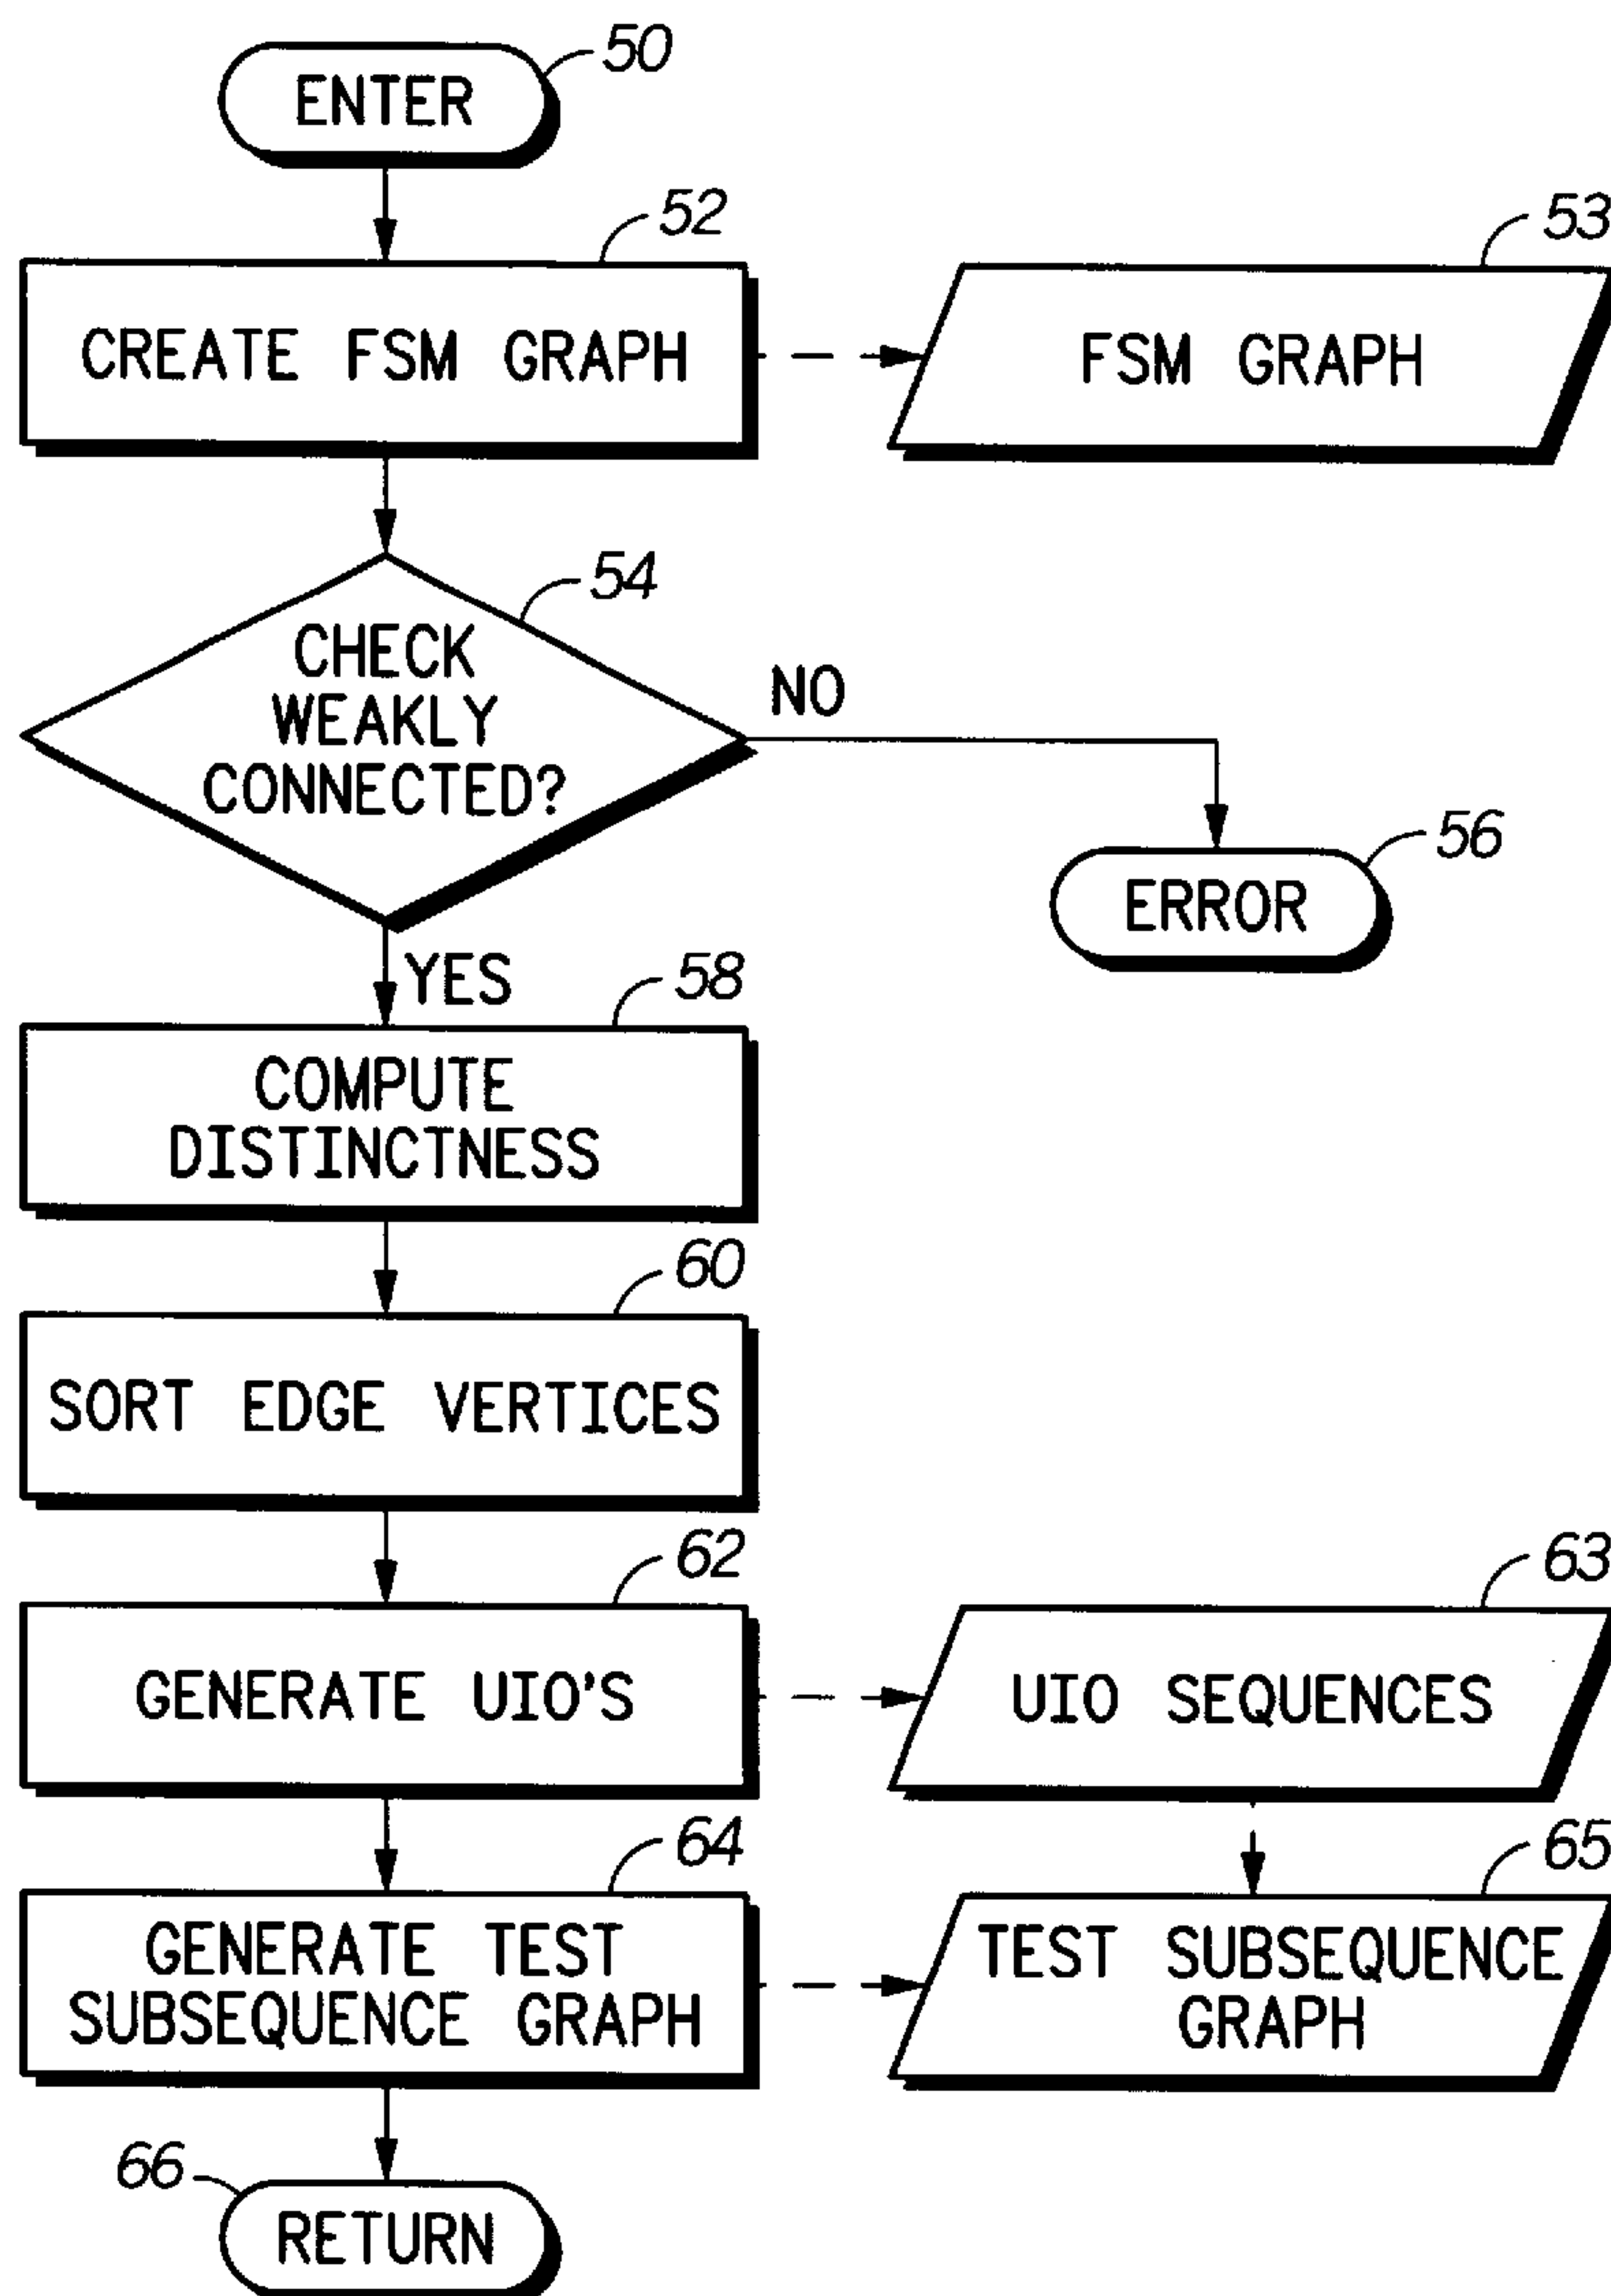 50
ENTER
52
53
CREATE FSM GRAPH
FSM GRAPH
54
CHECK
WEAKLY
CONNECTED?
NO
56
ERROR
YES
58
COMPUTE
DISTINCTNESS
60
SORT EDGE VERTICES
62
63
GENERATE UIO'S
UIO SEQUENCES
64
65
GENERATE TEST
SUBSEQUENCE GRAPH
TEST SUBSEQUENCE
GRAPH
66
RETURN